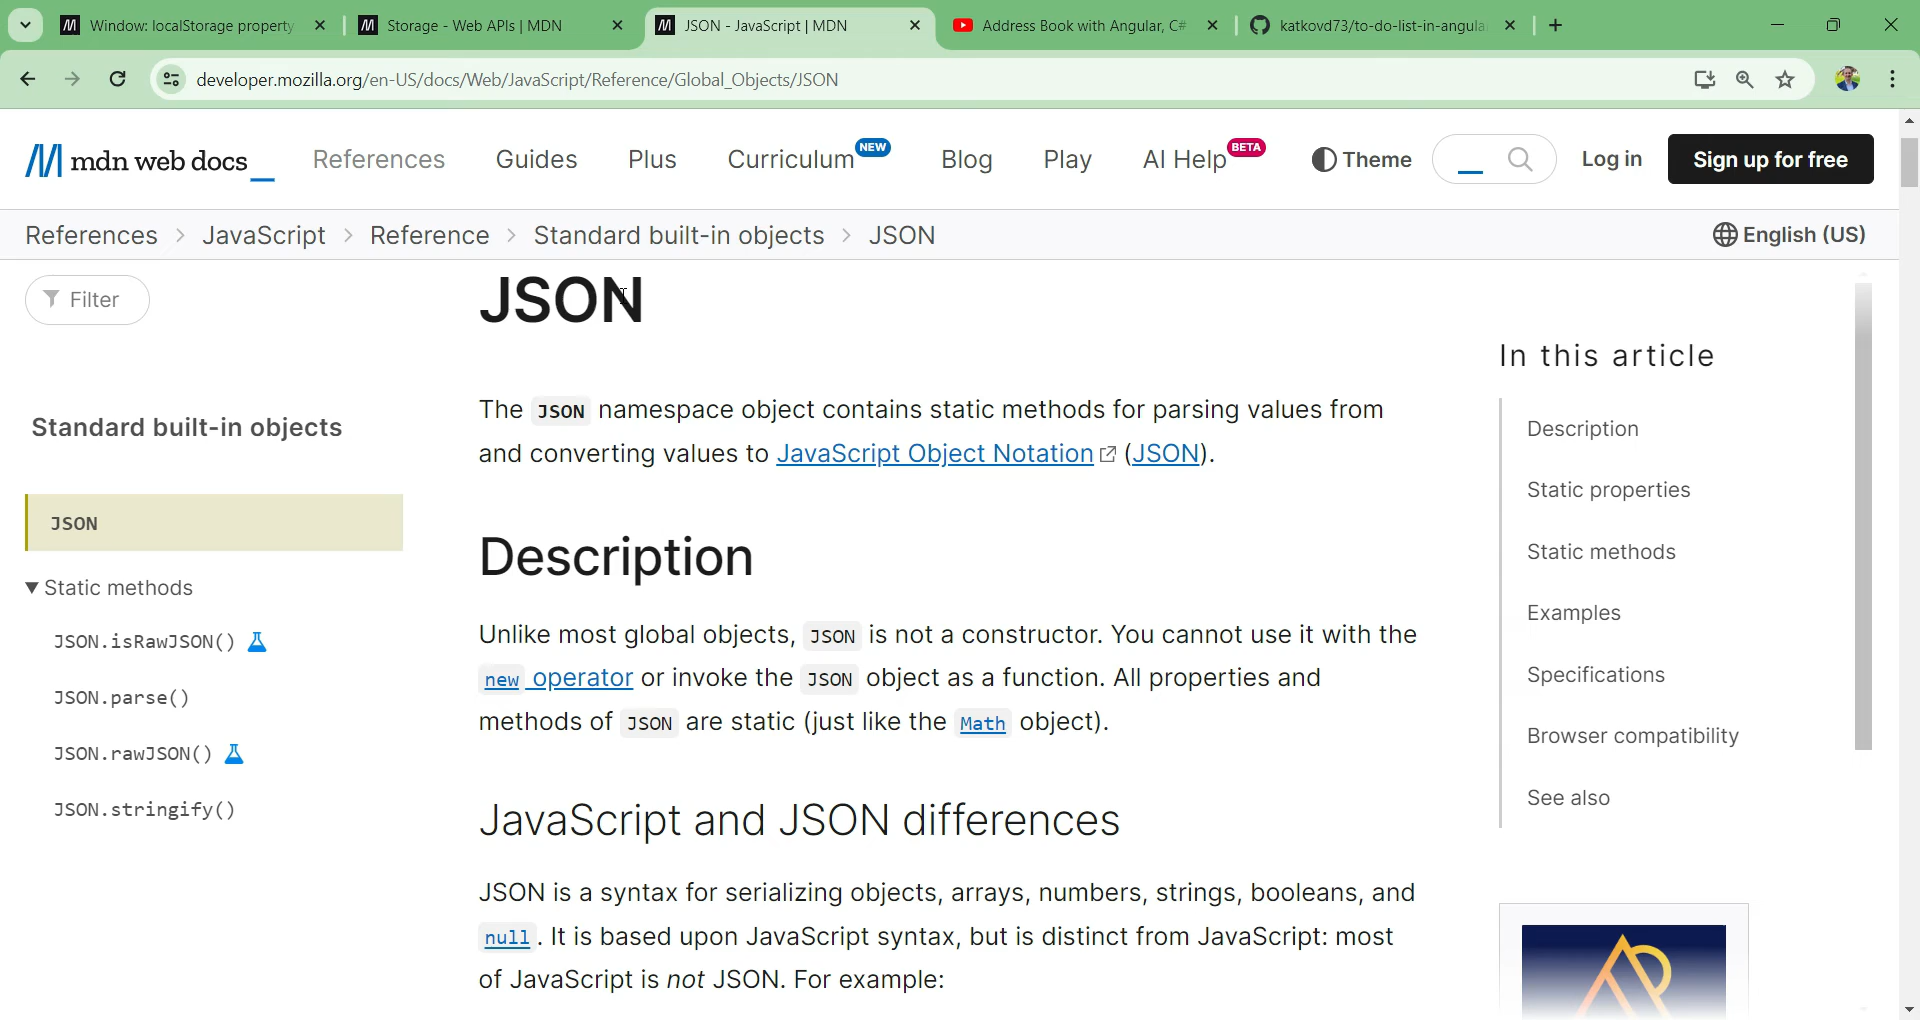 Window: localStorage property
Storage - Web APIs | MDN
JSON - JavaScript | MDN
Address Book with Angular, C#
katkovd73/to-do-list-in-angula
developer.mozilla.org/en-US/docs/Web/JavaScript/Reference/Global_Objects/JSON
mdn web docs_
References
Guides
Plus
Curriculum NEW
Blog
Play
AI Help BETA
Theme
Log in
Sign up for free
References > JavaScript > Reference > Standard built-in objects > JSON
English (US)
Filter
Standard built-in objects
JSON
Static methods
JSON.isRawJSON()
JSON.parse()
JSON.rawJSON()
JSON.stringify()
JSON
The JSON namespace object contains static methods for parsing values from
and converting values to JavaScript Object Notation (JSON).
Description
Unlike most global objects, JSON is not a constructor. You cannot use it with the
new operator or invoke the JSON object as a function. All properties and
methods of JSON are static (just like the Math object).
JavaScript and JSON differences
JSON is a syntax for serializing objects, arrays, numbers, strings, booleans, and
null. It is based upon JavaScript syntax, but is distinct from JavaScript: most
of JavaScript is not JSON. For example:
In this article
Description
Static properties
Static methods
Examples
Specifications
Browser compatibility
See also